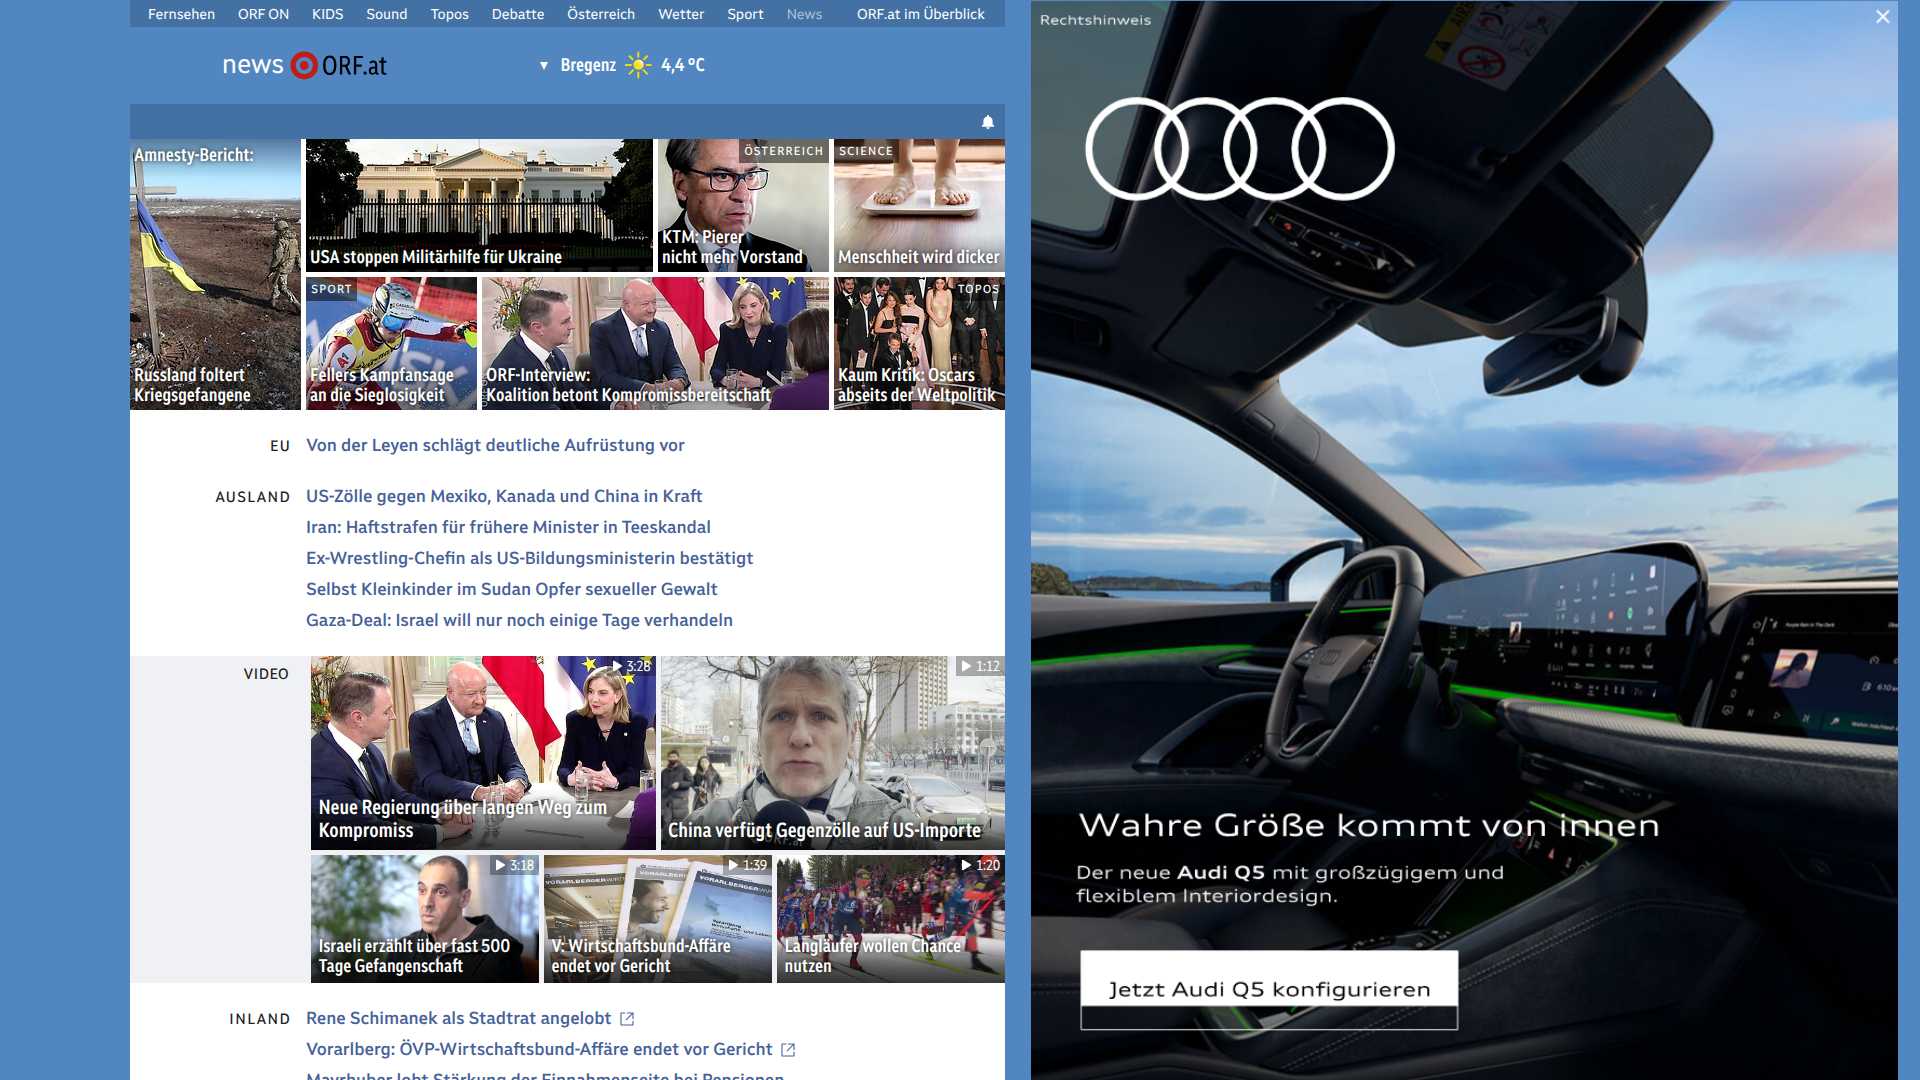 Fernsehen ORF ON KIDS Sound Topos Debatte Österreich Wetter Sport News ORF.at im Überblick
news ORF.at
Bregenz 4,4 °C
Amnesty-Bericht:
Russland foltert
Kriegsgefangene
USA stoppen Militärhilfe für Ukraine
ÖSTERREICH
KTM: Pierer
nicht mehr Vorstand
SCIENCE
Menschheit wird dicker
SPORT
Fellers Kampfansage
an die Sieglosigkeit
ORF-Interview:
Koalition betont Kompromissbereitschaft
TOPOS
Kaum Kritik: Oscars
abseits der Weltpolitik
EU
Von der Leyen schlägt deutliche Aufrüstung vor
AUSLAND
US-Zölle gegen Mexiko, Kanada und China in Kraft
Iran: Haftstrafen für frühere Minister in Teeskandal
Ex-Wrestling-Chefin als US-Bildungsministerin bestätigt
Selbst Kleinkinder im Sudan Opfer sexueller Gewalt
Gaza-Deal: Israel will nur noch einige Tage verhandeln
VIDEO
3:28
Neue Regierung über langen Weg zum
Kompromiss
1:12
China verfügt Gegenzölle auf US-Importe
3:18
Israeli erzählt über fast 500
Tage Gefangenschaft
1:39
V: Wirtschaftsbund-Affäre
endet vor Gericht
1:20
Langläufer wollen Chance
nutzen
INLAND
Rene Schimanek als Stadtrat angelobt
Vorarlberg: ÖVP-Wirtschaftsbund-Affäre endet vor Gericht
Mayrhuber lobt Stärkung der Einnahmenseite bei Pensionen
Rechtshinweis
Wahre Größe kommt von innen
Der neue Audi Q5 mit großzügigem und
flexiblem Interiordesign.
Jetzt Audi Q5 konfigurieren